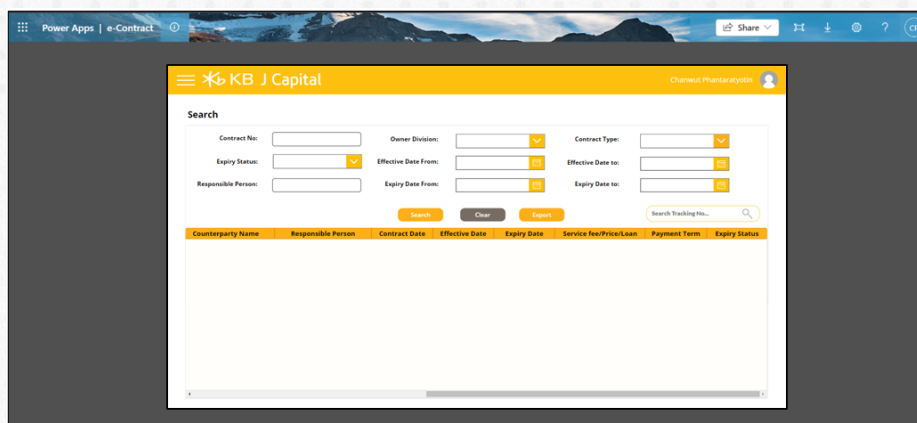 Power Apps | e-Contract
Share
?
KB J Capital
Chanwut Phantaratyotin
Search
Contract No:
Owner Division:
Contract Type:
Expiry Status:
Effective Date From:
Effective Date to:
Responsible Person:
Expiry Date From:
Expiry Date to:
Search
Clear
Export
Search Tracking No...
Counterparty Name
Responsible Person
Contract Date
Effective Date
Expiry Date
Service fee/Price/Loan
Payment Term
Expiry Status